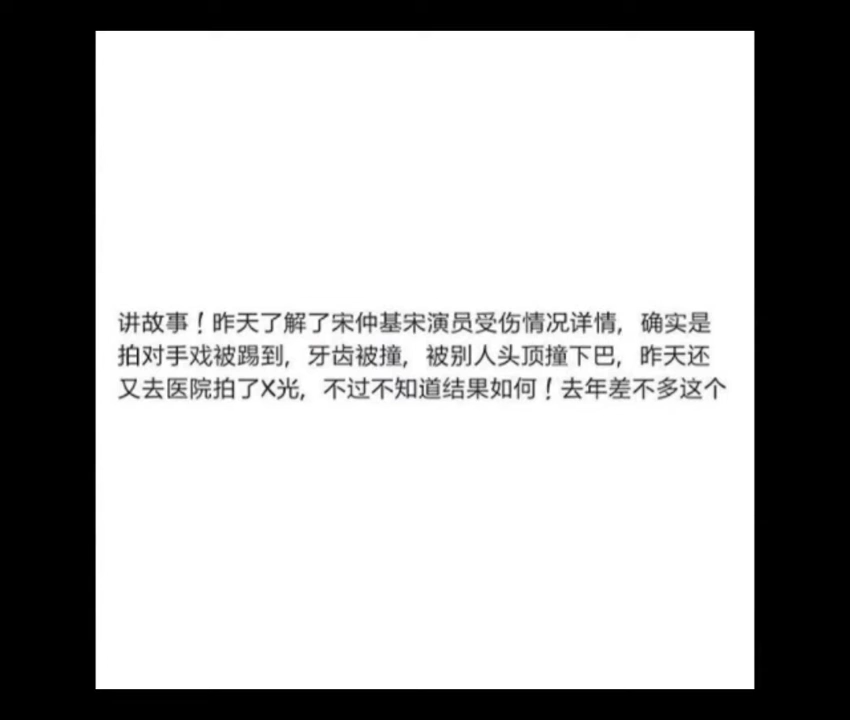 讲故事！昨天了解了宋仲基宋演员受伤情况详情，确实是
拍对手戏被踢到，牙齿被撞，被别人头顶撞下巴，昨天还
又去医院拍了X光，不过不知道结果如何！去年差不多这个